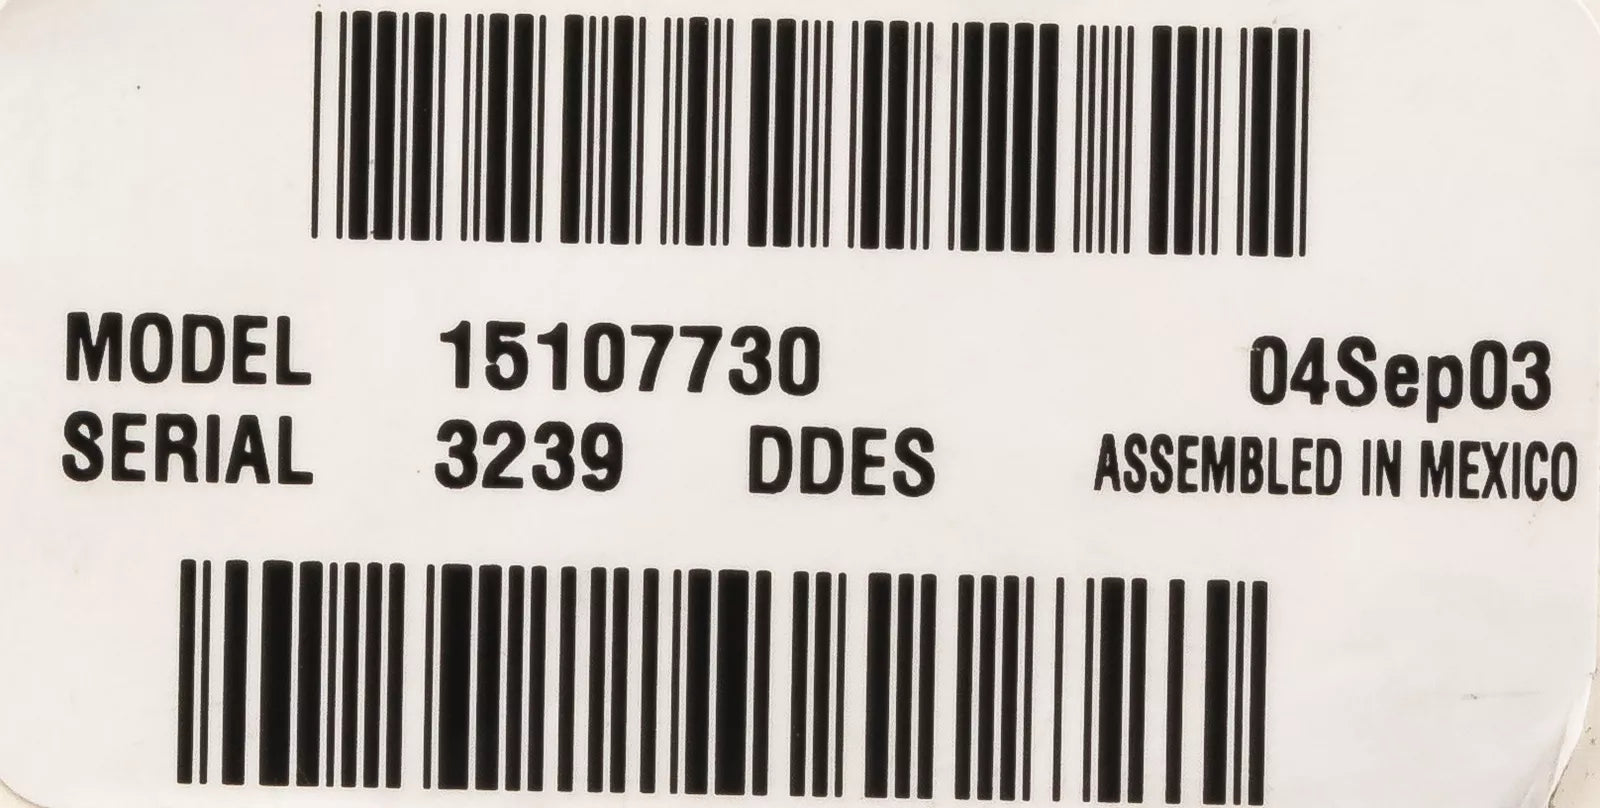 MODEL 15107730 04Sep03
SERIAL 3239 DDES ASSEMBLED IN MEXICO